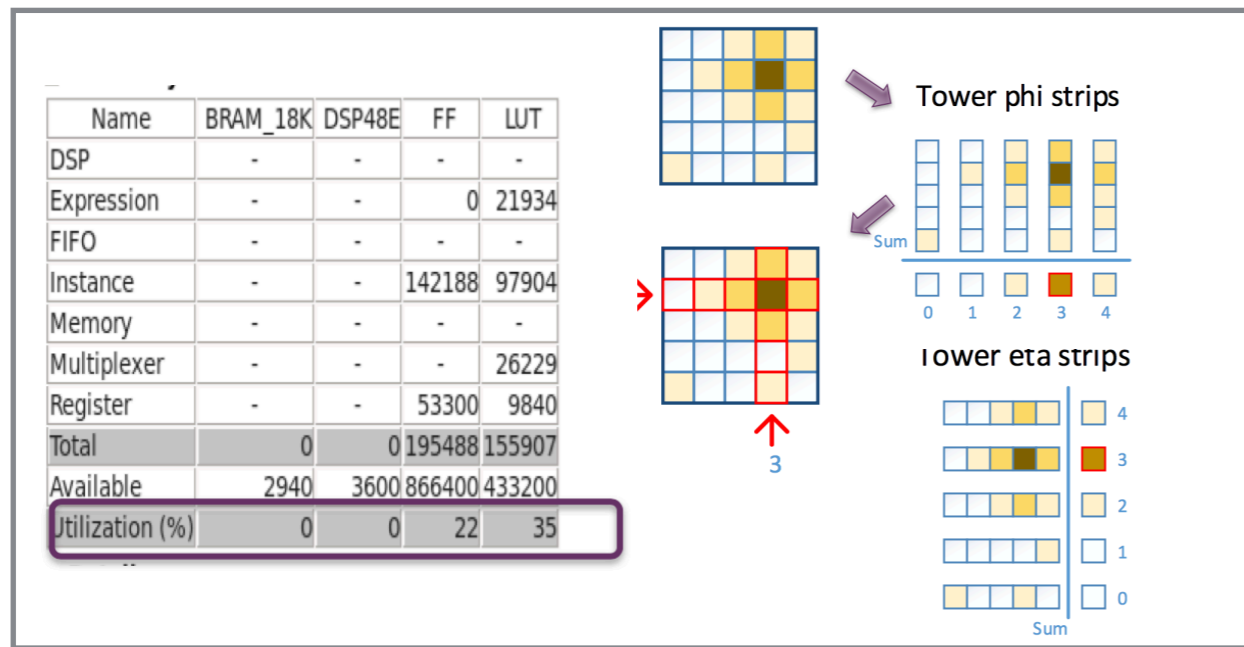 Name BRAM_18K DSP48E FF LUT
DSP - - - -
Expression - - 0 21934
FIFO - - - -
Instance - - 142188 97904
Memory - - - -
Multiplexer - - - 26229
Register - - 53300 9840
Total 0 0 195488 155907
Available 2940 3600 866400 433200
Utilization (%) 0 0 22 35
3
Tower phi strips
Sum
0 1 2 3 4
Tower eta strips
4
3
2
1
0
Sum